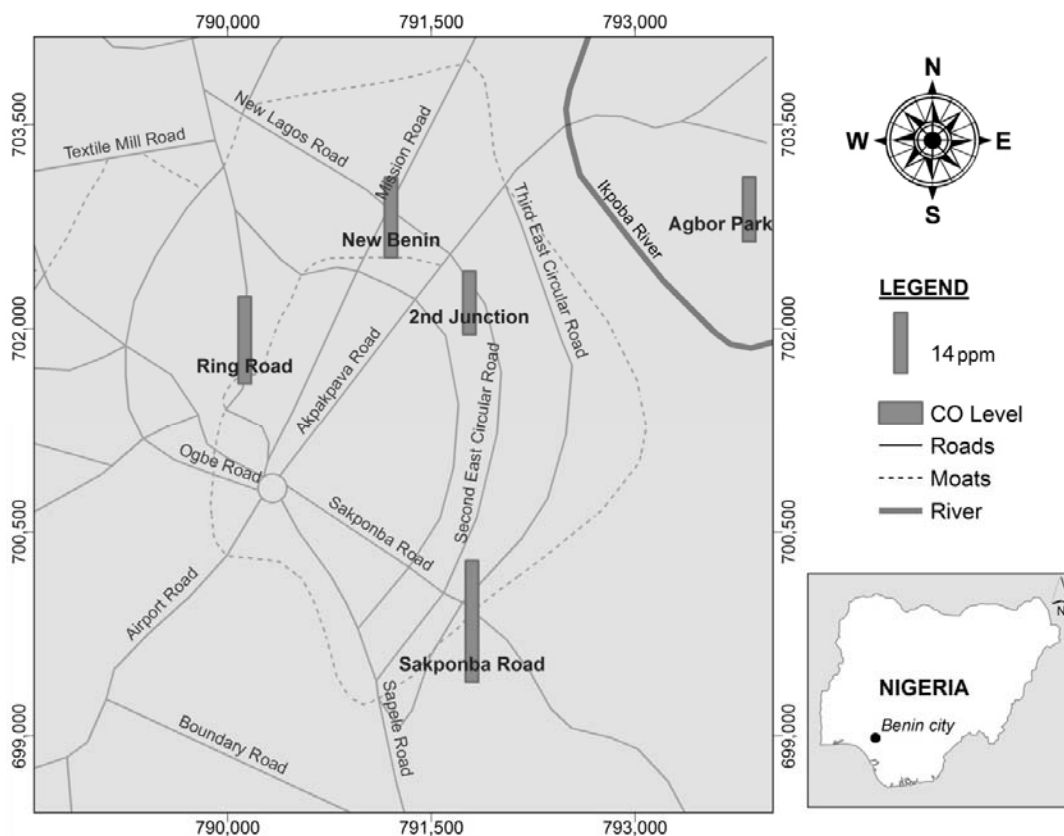 790,000
791,500
793,000
703,500
702,000
700,500
699,000
New Lagos Road
Mission Road
Textile Mill Road
Third East Circular Road
Ikpoba River
Agbor Park
New Benin
2nd Junction
Ring Road
Akpakpava Road
Second East Circular Road
Ogbe Road
Sakponba Road
Airport Road
Sakponba Road
Sapele Road
Boundary Road
703,500
702,000
700,500
699,000
790,000
791,500
793,000
N
W
E
S
LEGEND
14 ppm
CO Level
Roads
Moats
River
N
NIGERIA
Benin city